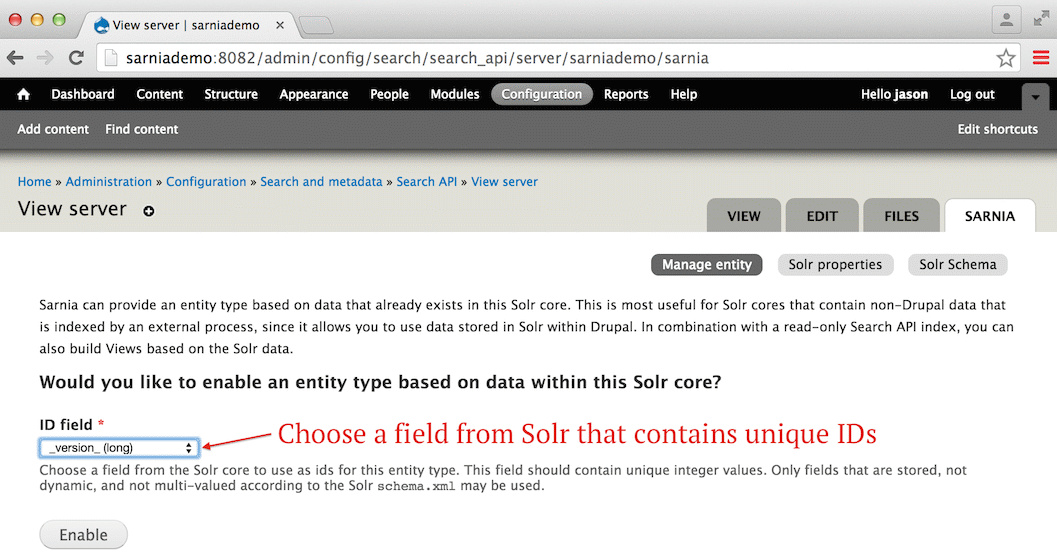 View server | sarniademo
sarniademo:8082/admin/config/search/search_api/server/sarniademo/sarnia
Dashboard Content Structure Appearance People Modules Configuration Reports Help Hello jason Log out
Add content Find content Edit shortcuts
Home » Administration » Configuration » Search and metadata » Search API » View server
View server
VIEW EDIT FILES SARNIA
Manage entity Solr properties Solr Schema
Sarnia can provide an entity type based on data that already exists in this Solr core. This is most useful for Solr cores that contain non-Drupal data that
is indexed by an external process, since it allows you to use data stored in Solr within Drupal. In combination with a read-only Search API index, you can
also build Views based on the Solr data.
Would you like to enable an entity type based on data within this Solr core?
ID field *
_version_ (long)
Choose a field from Solr that contains unique IDs
Choose a field from the Solr core to use as ids for this entity type. This field should contain unique integer values. Only fields that are stored, not
dynamic, and not multi-valued according to the Solr schema.xml may be used.
Enable